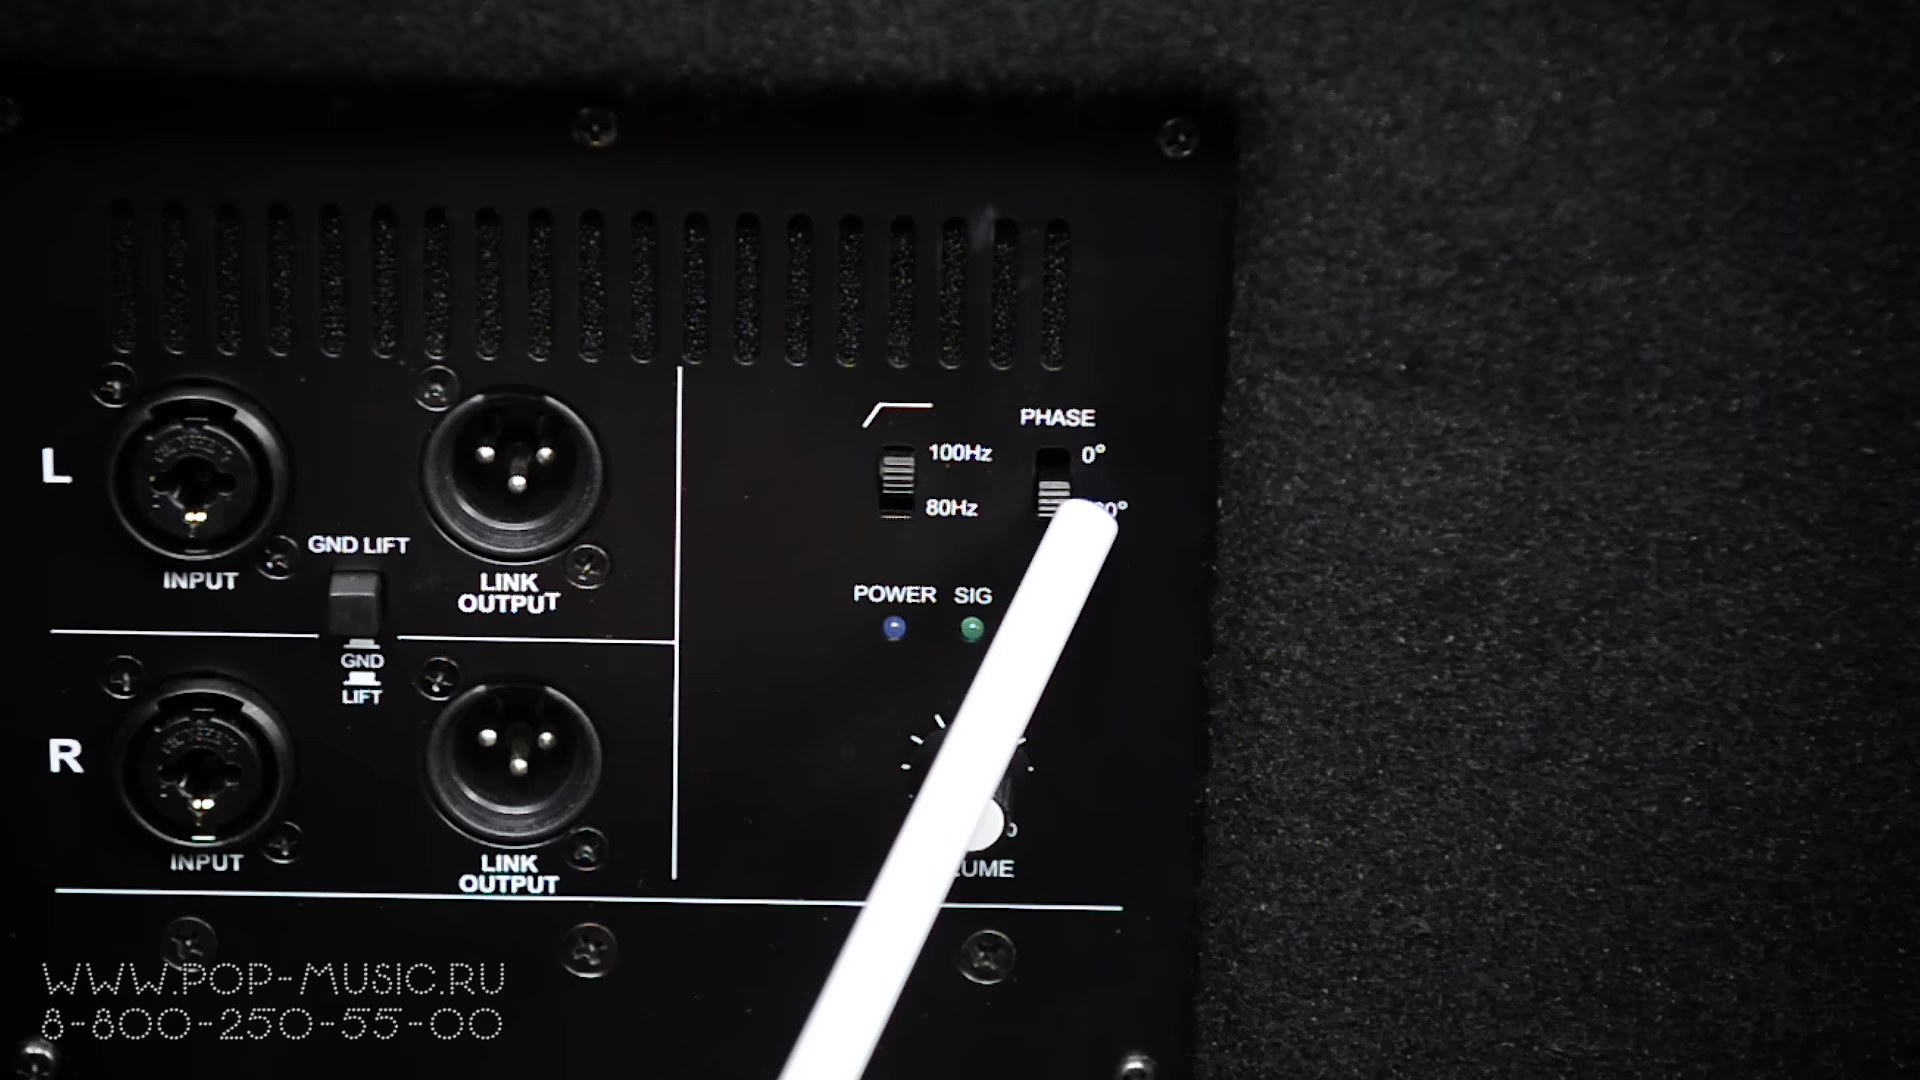 PHASE
100Hz
0°
80Hz
L
GND LIFT
INPUT
LINK
OUTPUT
POWER SIG
GND
LIFT
R
INPUT
LINK
OUTPUT
WWW.POP-MUSIC.RU
8-800-250-55-00